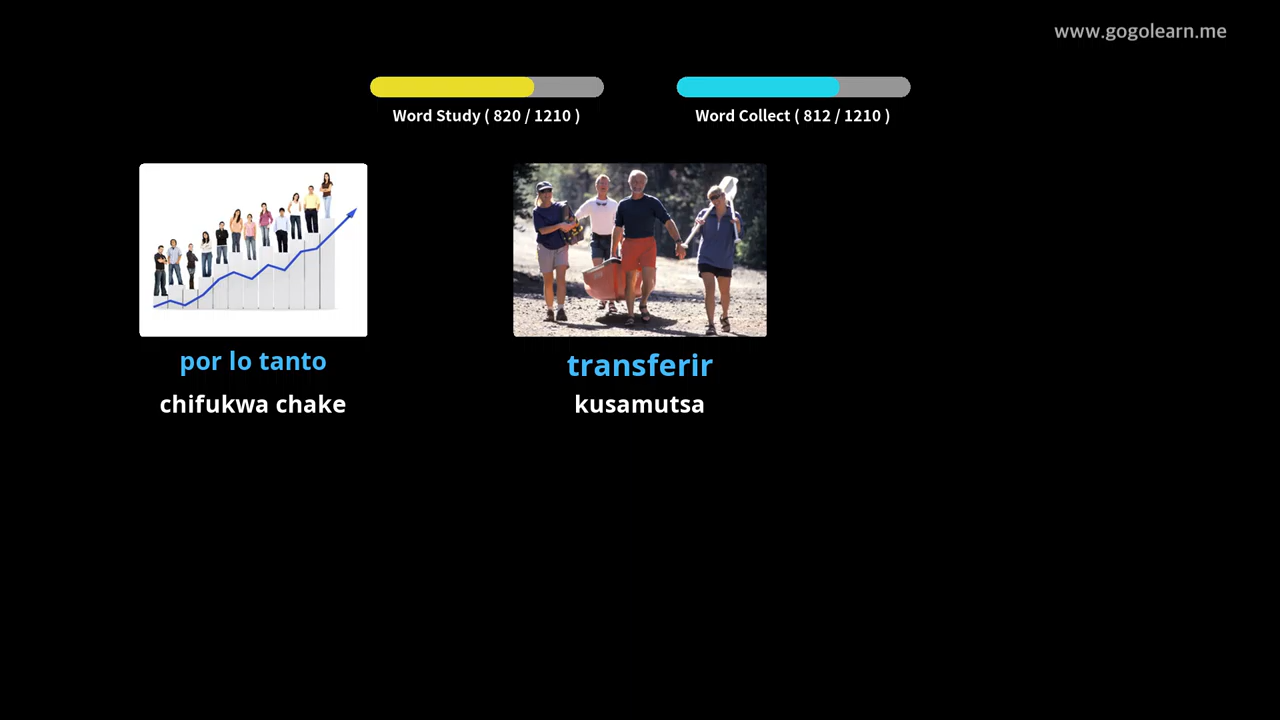 www.gogolearn.me
Word Study ( 820 / 1210 )
Word Collect ( 812 / 1210 )
por lo tanto
chifukwa chake
transferir
kusamutsa